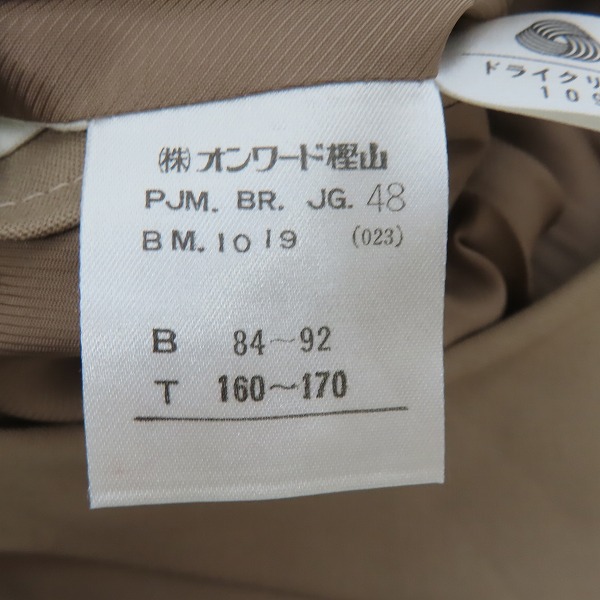 ドライクリ
109
(株)オンワード樫山
PJM. BR. JG. 48
BM. 1019 (023)
B 84~92
T 160~170